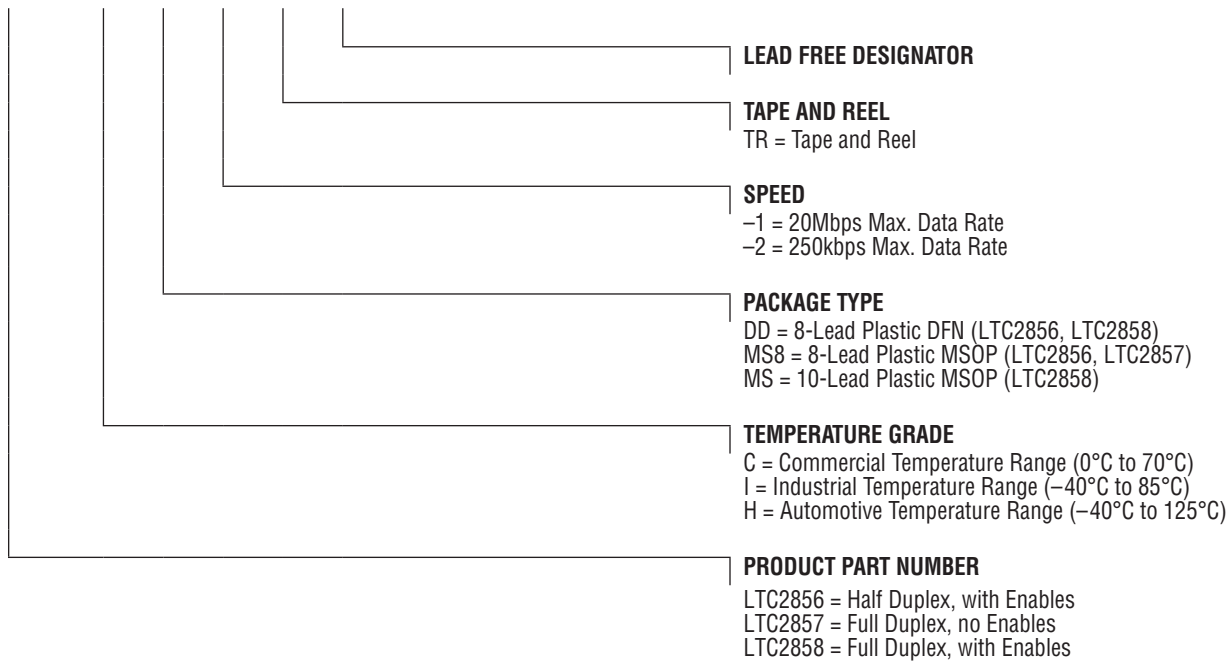 LEAD FREE DESIGNATOR
TAPE AND REEL
TR = Tape and Reel
SPEED
–1 = 20Mbps Max. Data Rate
–2 = 250kbps Max. Data Rate
PACKAGE TYPE
DD = 8-Lead Plastic DFN (LTC2856, LTC2858)
MS8 = 8-Lead Plastic MSOP (LTC2856, LTC2857)
MS = 10-Lead Plastic MSOP (LTC2858)
TEMPERATURE GRADE
C = Commercial Temperature Range (0°C to 70°C)
I = Industrial Temperature Range (–40°C to 85°C)
H = Automotive Temperature Range (–40°C to 125°C)
PRODUCT PART NUMBER
LTC2856 = Half Duplex, with Enables
LTC2857 = Full Duplex, no Enables
LTC2858 = Full Duplex, with Enables